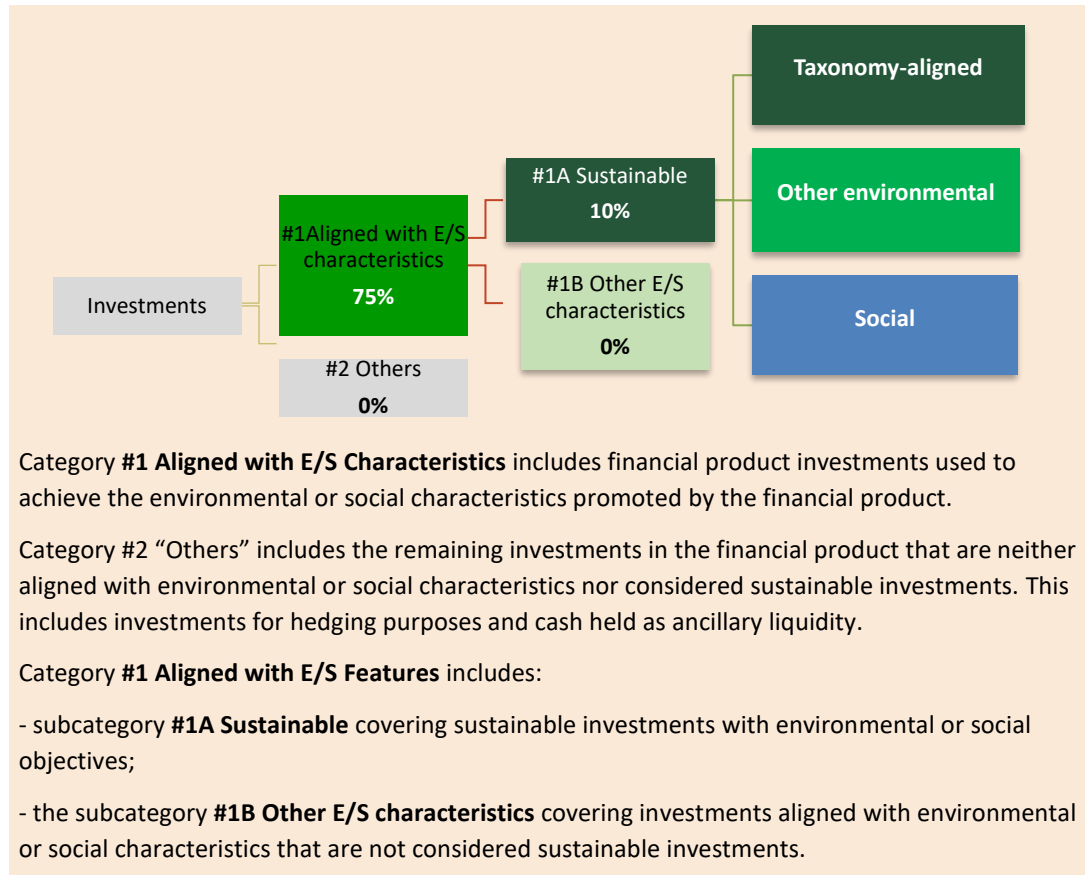 Taxonomy-aligned
#1A Sustainable
10%
Other environmental
#1Aligned with E/S
characteristics
75%
#1B Other E/S
characteristics
0%
Investments
Social
#2 Others
0%
Category #1 Aligned with E/S Characteristics includes financial product investments used to
achieve the environmental or social characteristics promoted by the financial product.
Category #2 “Others” includes the remaining investments in the financial product that are neither
aligned with environmental or social characteristics nor considered sustainable investments. This
includes investments for hedging purposes and cash held as ancillary liquidity.
Category #1 Aligned with E/S Features includes:
- subcategory #1A Sustainable covering sustainable investments with environmental or social
objectives;
- the subcategory #1B Other E/S characteristics covering investments aligned with environmental
or social characteristics that are not considered sustainable investments.